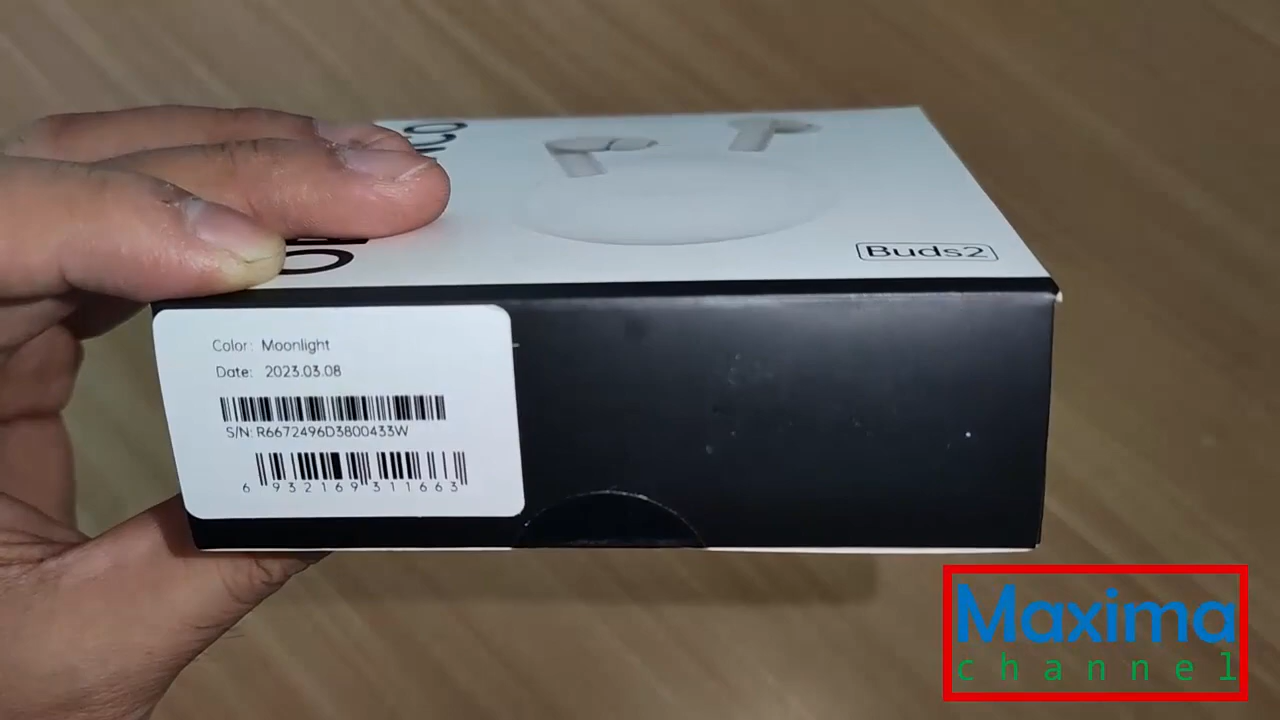 Buds2
Color: Moonlight
Date: 2023.03.08
S/N: R6672496D3800433W
6 932169 311663
Maxima
channel